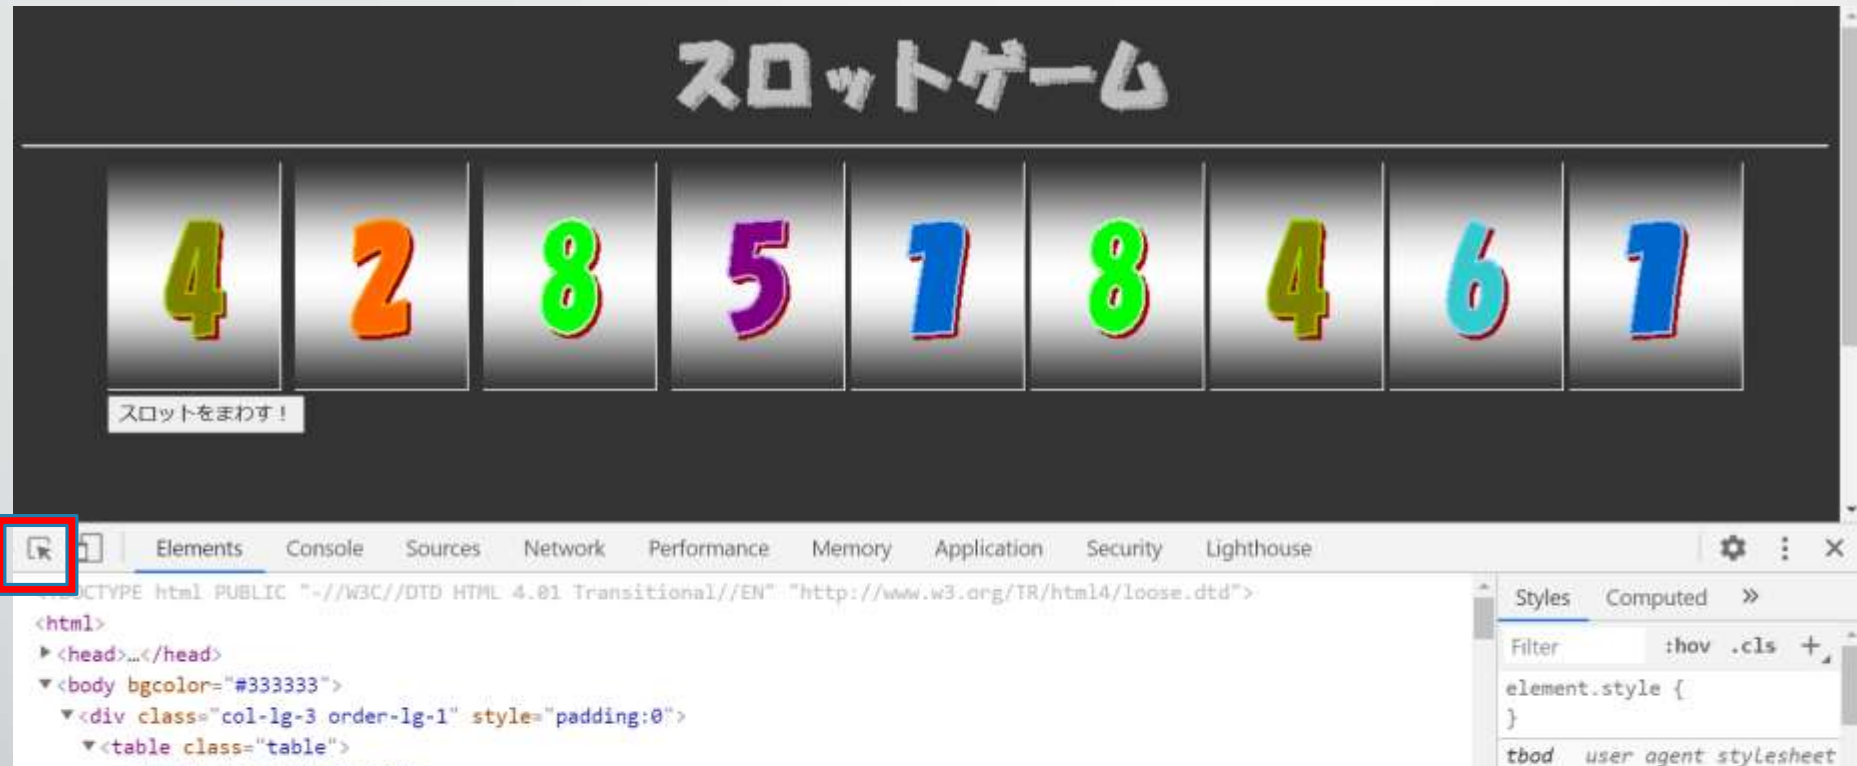 スロットゲーム
4 2 8 5 1 8 4 6 1
スロットをまわす！
Elements Console Sources Network Performance Memory Application Security Lighthouse
OCTYPE html PUBLIC "-//W3C//DTD HTML 4.01 Transitional//EN" "http://www.w3.org/TR/html4/loose.dtd">
<html>
<head>…</head>
<body bgcolor="#333333">
<div class="col-lg-3 order-lg-1" style="padding:0">
<table class="table">
Styles Computed »
Filter :hov .cls +
element.style {
}
tbod user agent stylesheet